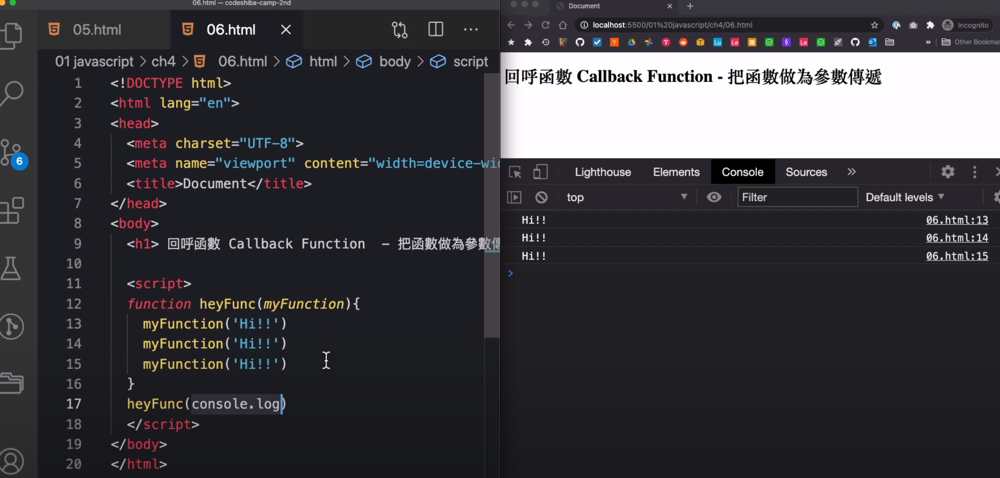 06.html — codeshiba-camp-2nd
05.html
06.html
01 javascript > ch4 > 06.html > html > body > script
1 <!DOCTYPE html>
2 <html lang="en">
3 <head>
4 <meta charset="UTF-8">
5 <meta name="viewport" content="width=device-wi
6 <title>Document</title>
7 </head>
8 <body>
9 <h1> 回呼函數 Callback Function - 把函數做為參數傳
10
11 <script>
12 function heyFunc(myFunction){
13 myFunction('Hi!!')
14 myFunction('Hi!!')
15 myFunction('Hi!!')
16 }
17 heyFunc(console.log)
18 </script>
19 </body>
20 </html>
6
Document
localhost:5500/01%20javascript/ch4/06.html
Incognito
Y
Lu
Le
Le
» Other Bookmar
回呼函數 Callback Function - 把函數做為參數傳遞
Lighthouse Elements Console Sources »
top Filter Default levels
Hi!! 06.html:13
Hi!! 06.html:14
Hi!! 06.html:15
>